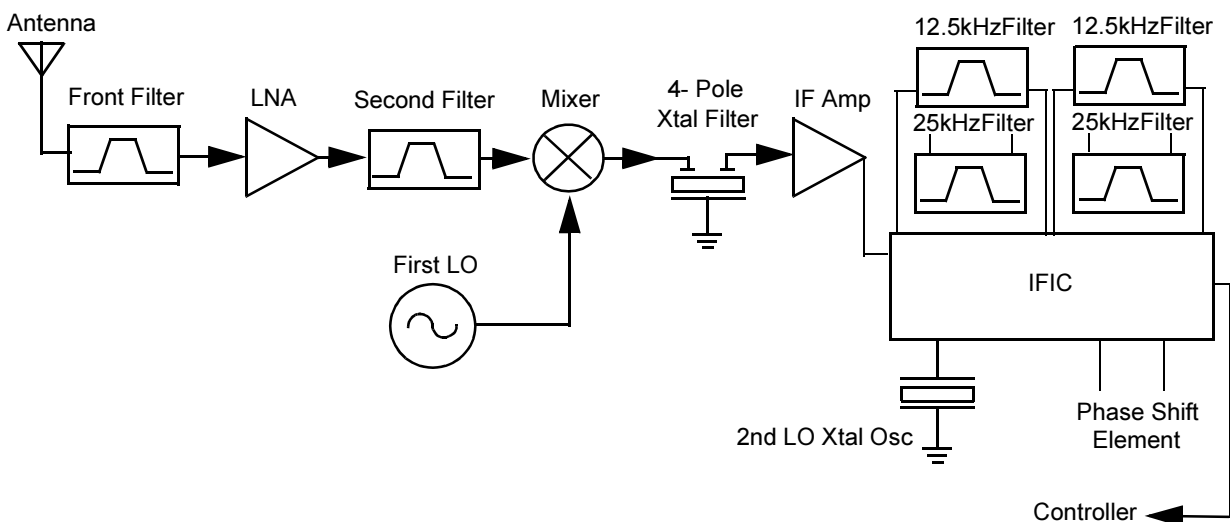 Antenna
Front Filter
LNA
Second Filter
Mixer
4- Pole
Xtal Filter
IF Amp
12.5kHzFilter
12.5kHzFilter
25kHzFilter
25kHzFilter
First LO
IFIC
2nd LO Xtal Osc
Phase Shift
Element
Controller